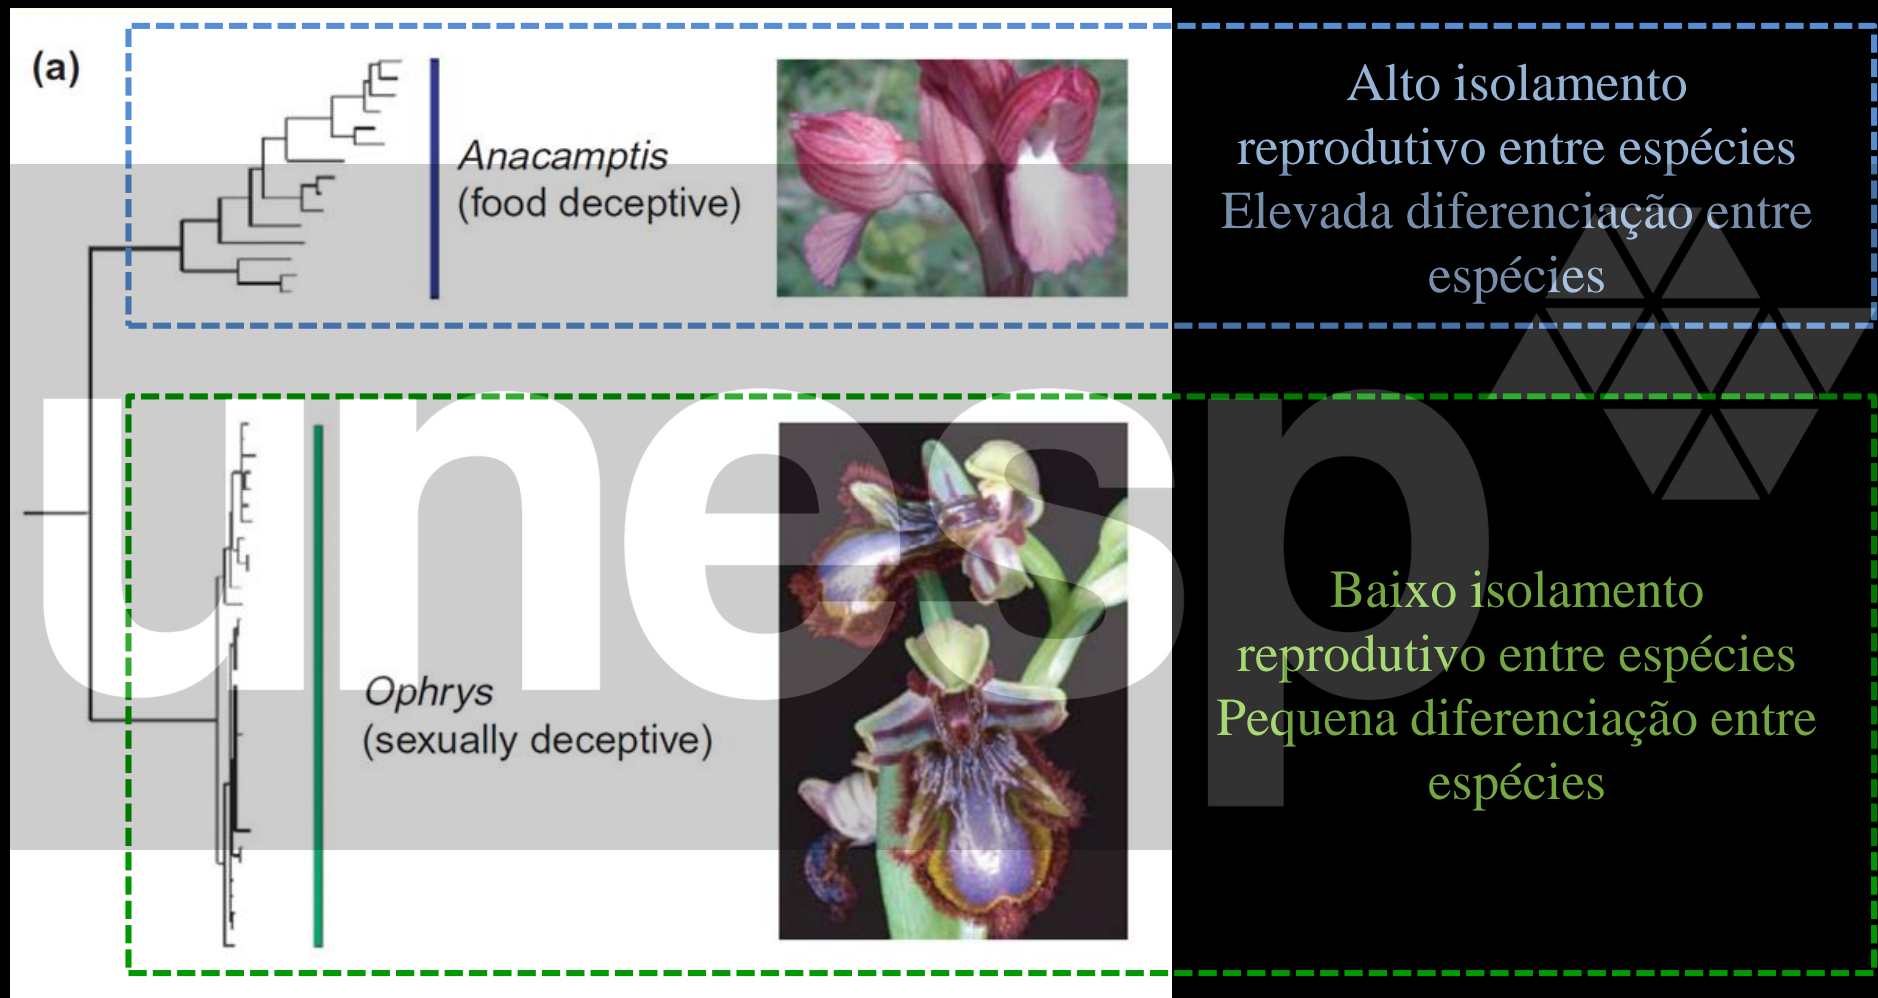 (a)
Anacamptis
(food deceptive)
Alto isolamento
reprodutivo entre espécies
Elevada diferenciação entre
espécies
unesp
Ophrys
(sexually deceptive)
Baixo isolamento
reprodutivo entre espécies
Pequena diferenciação entre
espécies